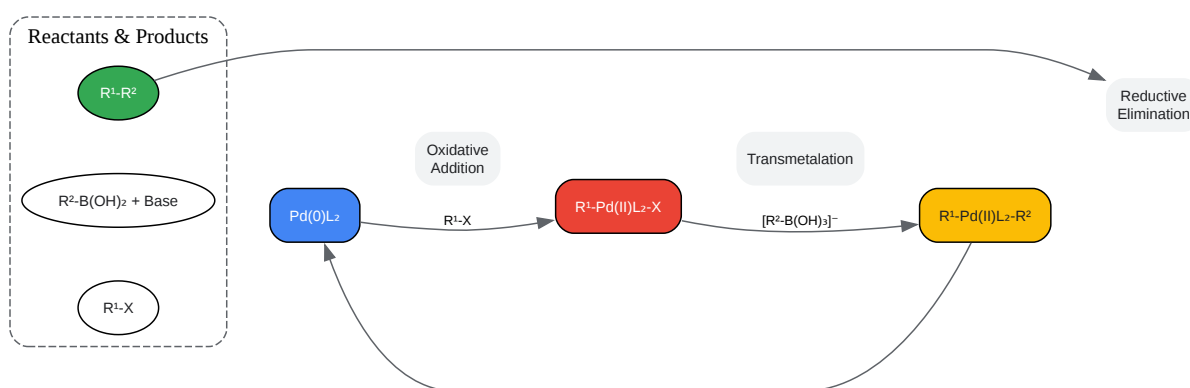 Reactants & Products
R¹-R²
Reductive
Elimination
Oxidative
Addition
Transmetalation
R²-B(OH)₂ + Base
Pd(0)L₂
R¹-X
R¹-Pd(II)L₂-X
[R²-B(OH)₃]⁻
R¹-Pd(II)L₂-R²
R¹-X